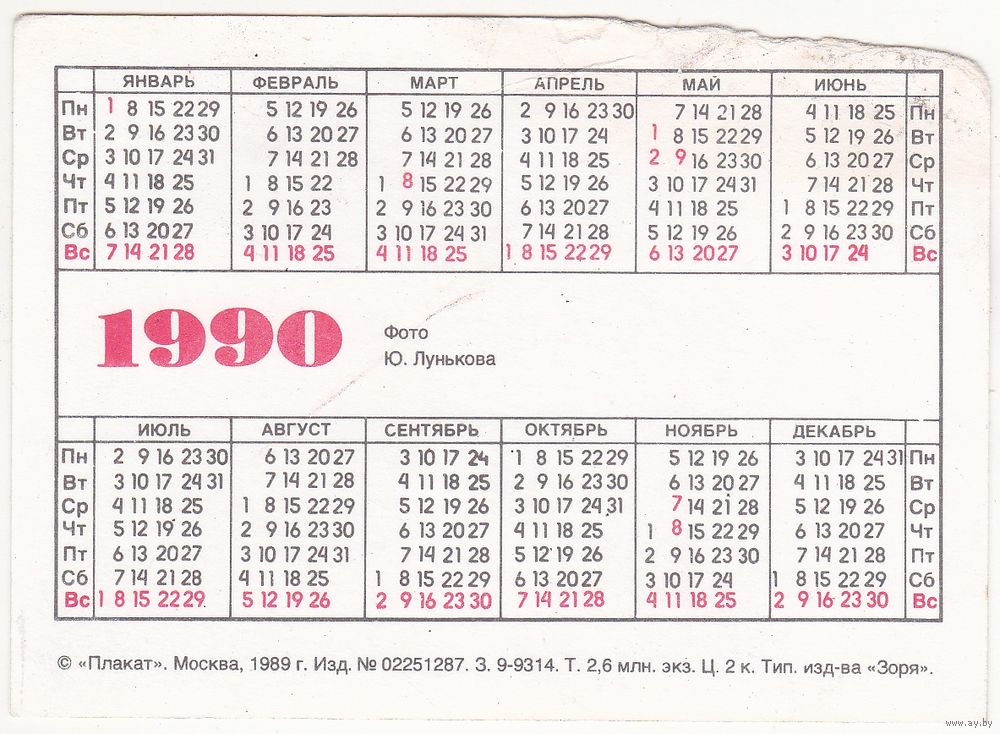 ЯНВАРЬ ФЕВРАЛЬ МАРТ АПРЕЛЬ МАЙ ИЮНЬ
Пн 1 8 15 22 29 5 12 19 26 5 12 19 26 2 9 16 23 30 7 14 21 28 4 11 18 25 Пн
Вт 2 9 16 23 30 6 13 20 27 6 13 20 27 3 10 17 24 1 8 15 22 29 5 12 19 26 Вт
Ср 3 10 17 24 31 7 14 21 28 7 14 21 28 4 11 18 25 2 9 16 23 30 6 13 20 27 Ср
Чт 4 11 18 25 1 8 15 22 1 8 15 22 29 5 12 19 26 3 10 17 24 31 7 14 21 28 Чт
Пт 5 12 19 26 2 9 16 23 2 9 16 23 30 6 13 20 27 4 11 18 25 1 8 15 22 29 Пт
Сб 6 13 20 27 3 10 17 24 3 10 17 24 31 7 14 21 28 5 12 19 26 2 9 16 23 30 Сб
Вс 7 14 21 28 4 11 18 25 4 11 18 25 1 8 15 22 29 6 13 20 27 3 10 17 24 Вс
1990
Фото
Ю. Лунькова
ИЮЛЬ АВГУСТ СЕНТЯБРЬ ОКТЯБРЬ НОЯБРЬ ДЕКАБРЬ
Пн 2 9 16 23 30 6 13 20 27 3 10 17 24 1 8 15 22 29 5 12 19 26 3 10 17 24 31 Пн
Вт 3 10 17 24 31 7 14 21 28 4 11 18 25 2 9 16 23 30 6 13 20 27 4 11 18 25 Вт
Ср 4 11 18 25 1 8 15 22 29 5 12 19 26 3 10 17 24 31 7 14 21 28 5 12 19 26 Ср
Чт 5 12 19 26 2 9 16 23 30 6 13 20 27 4 11 18 25 1 8 15 22 29 6 13 20 27 Чт
Пт 6 13 20 27 3 10 17 24 31 7 14 21 28 5 12 19 26 2 9 16 23 30 7 14 21 28 Пт
Сб 7 14 21 28 4 11 18 25 1 8 15 22 29 6 13 20 27 3 10 17 24 1 8 15 22 29 Сб
Вс 1 8 15 22 29 5 12 19 26 2 9 16 23 30 7 14 21 28 4 11 18 25 2 9 16 23 30 Вс
© «Плакат». Москва, 1989 г. Изд. № 02251287. З. 9-9314. Т. 2,6 млн. экз. Ц. 2 к. Тип. изд-ва «Зоря».
www.ay.by